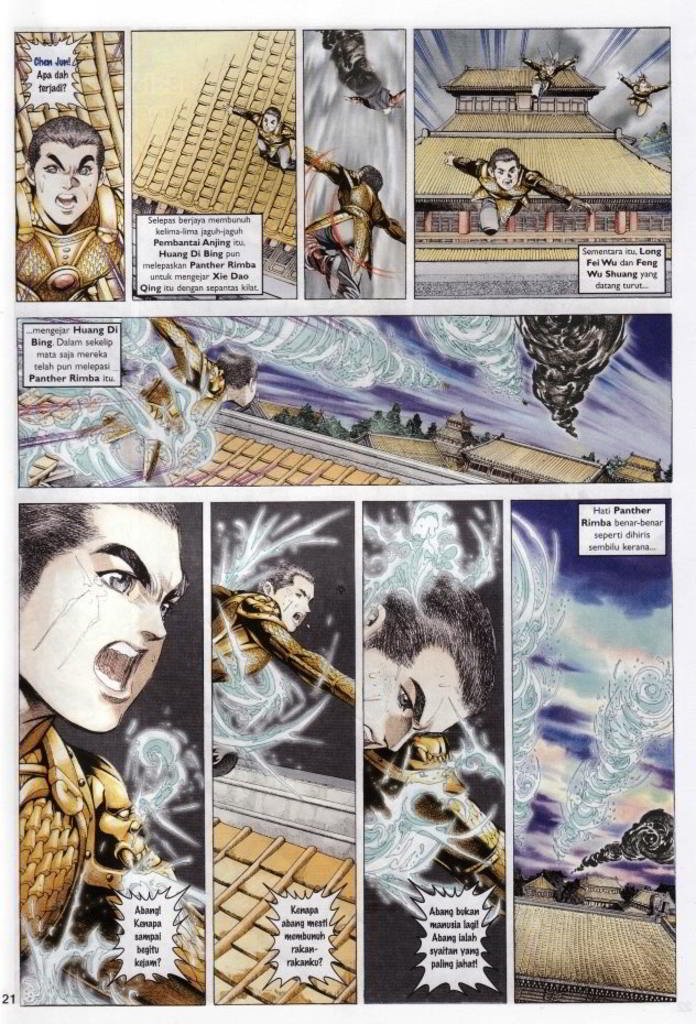 Chen Jun!
Apa dah
terjadi?
Selepas berjaya membunuh
kelima-lima jaguh-jaguh
Pembantai Anjing itu,
Huang Di Bing pun
melepaskan Panther Rimba
untuk mengejar Xie Dao
Qing itu dengan sepantas kilat.
Sementara itu, Long
Fei Wu dan Feng
Wu Shuang yang
datang turut...
...mengejar Huang Di
Bing. Dalam sekelip
mata saja mereka
telah pun melepasi
Panther Rimba itu.
Abang!
Kenapa
sampai
begitu
kejam?
Kenapa
abang mesti
membunuh
rakan-
rakanku?
Abang bukan
manusia lagi!
Abang ialah
syaitan yang
paling jahat!
Hati Panther
Rimba benar-benar
seperti dihiris
sembilu kerana...
21